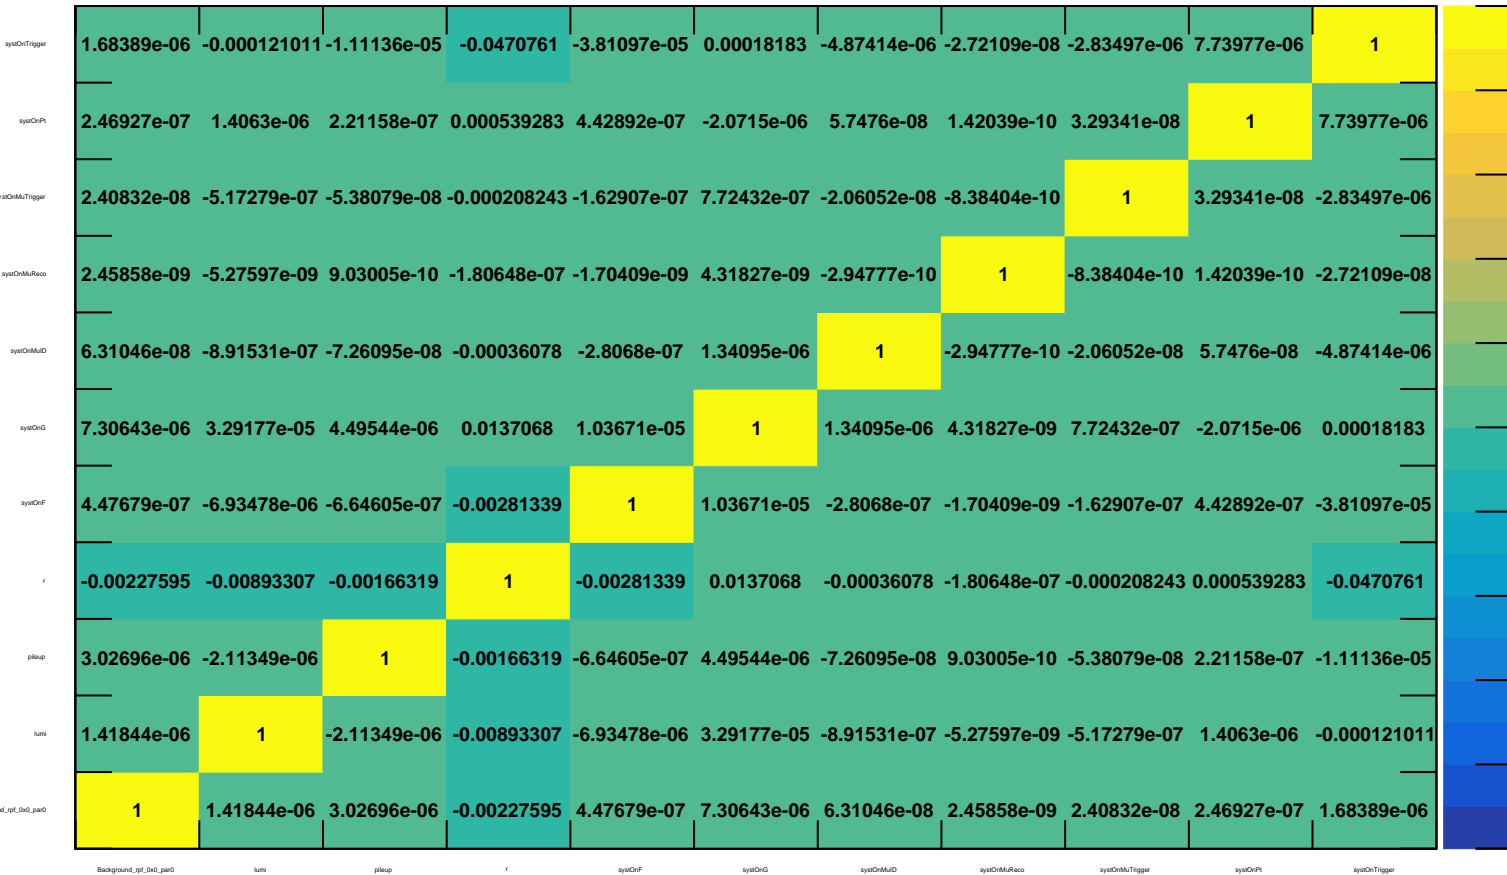 systOnTrigger 1.68389e-06 -0.000121011 -1.11136e-05 -0.0470761 -3.81097e-05 0.00018183 -4.87414e-06 -2.72109e-08 -2.83497e-06 7.73977e-06 1
systOnPt 2.46927e-07 1.4063e-06 2.21158e-07 0.000539283 4.42892e-07 -2.0715e-06 5.7476e-08 1.42039e-10 3.29341e-08 1 7.73977e-06
stOnMuTrigger 2.40832e-08 -5.17279e-07 -5.38079e-08 -0.000208243 -1.62907e-07 7.72432e-07 -2.06052e-08 -8.38404e-10 1 3.29341e-08 -2.83497e-06
systOnMuReco 2.45858e-09 -5.27597e-09 9.03005e-10 -1.80648e-07 -1.70409e-09 4.31827e-09 -2.94777e-10 1 -8.38404e-10 1.42039e-10 -2.72109e-08
systOnMuID 6.31046e-08 -8.91531e-07 -7.26095e-08 -0.00036078 -2.8068e-07 1.34095e-06 1 -2.94777e-10 -2.06052e-08 5.7476e-08 -4.87414e-06
systOnG 7.30643e-06 3.29177e-05 4.49544e-06 0.0137068 1.03671e-05 1 1.34095e-06 4.31827e-09 7.72432e-07 -2.0715e-06 0.00018183
systOnF 4.47679e-07 -6.93478e-06 -6.64605e-07 -0.00281339 1 1.03671e-05 -2.8068e-07 -1.70409e-09 -1.62907e-07 4.42892e-07 -3.81097e-05
r -0.00227595 -0.00893307 -0.00166319 1 -0.00281339 0.0137068 -0.00036078 -1.80648e-07 -0.000208243 0.000539283 -0.0470761
pileup 3.02696e-06 -2.11349e-06 1 -0.00166319 -6.64605e-07 4.49544e-06 -7.26095e-08 9.03005e-10 -5.38079e-08 2.21158e-07 -1.11136e-05
lumi 1.41844e-06 1 -2.11349e-06 -0.00893307 -6.93478e-06 3.29177e-05 -8.91531e-07 -5.27597e-09 -5.17279e-07 1.4063e-06 -0.000121011
d_rpf_0x0_par0 1 1.41844e-06 3.02696e-06 -0.00227595 4.47679e-07 7.30643e-06 6.31046e-08 2.45858e-09 2.40832e-08 2.46927e-07 1.68389e-06
Background_rpf_0x0_par0 lumi pileup r systOnF systOnG systOnMuID systOnMuReco systOnMuTrigger systOnPt systOnTrigger